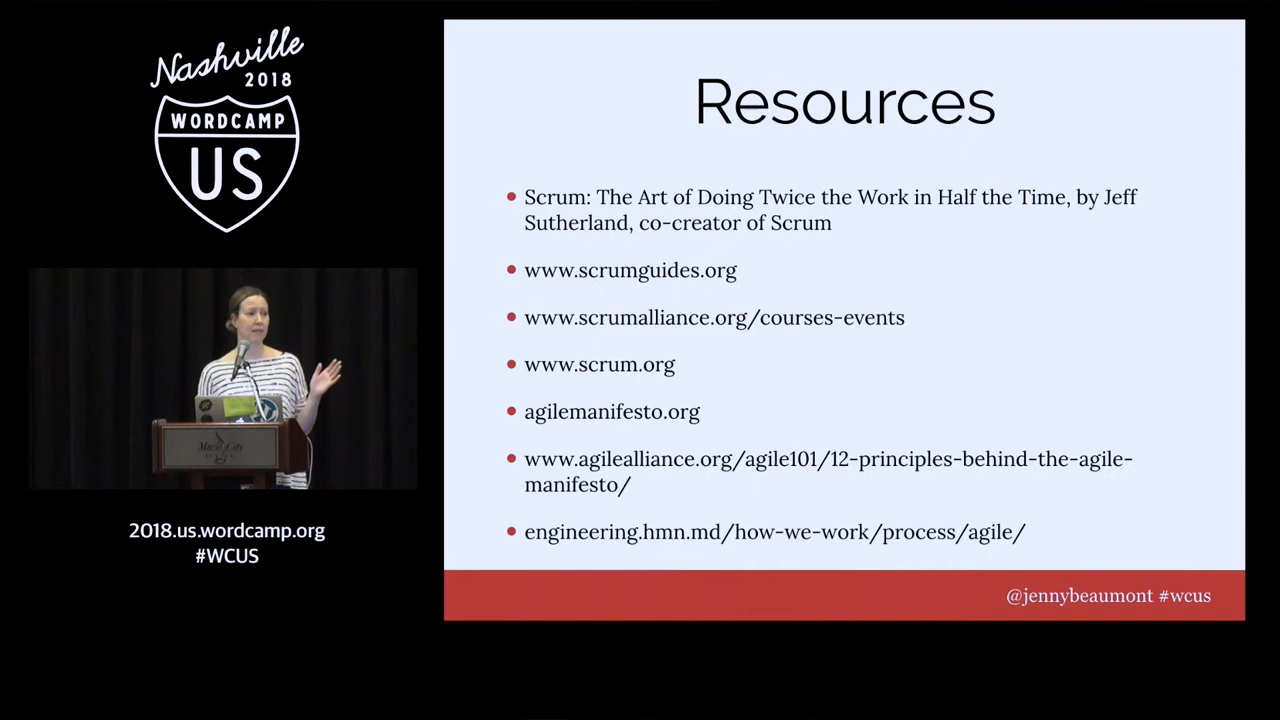 Nashville
2018
WORDCAMP
US
2018.us.wordcamp.org
#WCUS
Resources
Scrum: The Art of Doing Twice the Work in Half the Time, by Jeff
Sutherland, co-creator of Scrum
www.scrumguides.org
www.scrumalliance.org/courses-events
www.scrum.org
agilemanifesto.org
www.agilealliance.org/agile101/12-principles-behind-the-agile-
manifesto/
engineering.hmn.md/how-we-work/process/agile/
@jennybeaumont #wcus